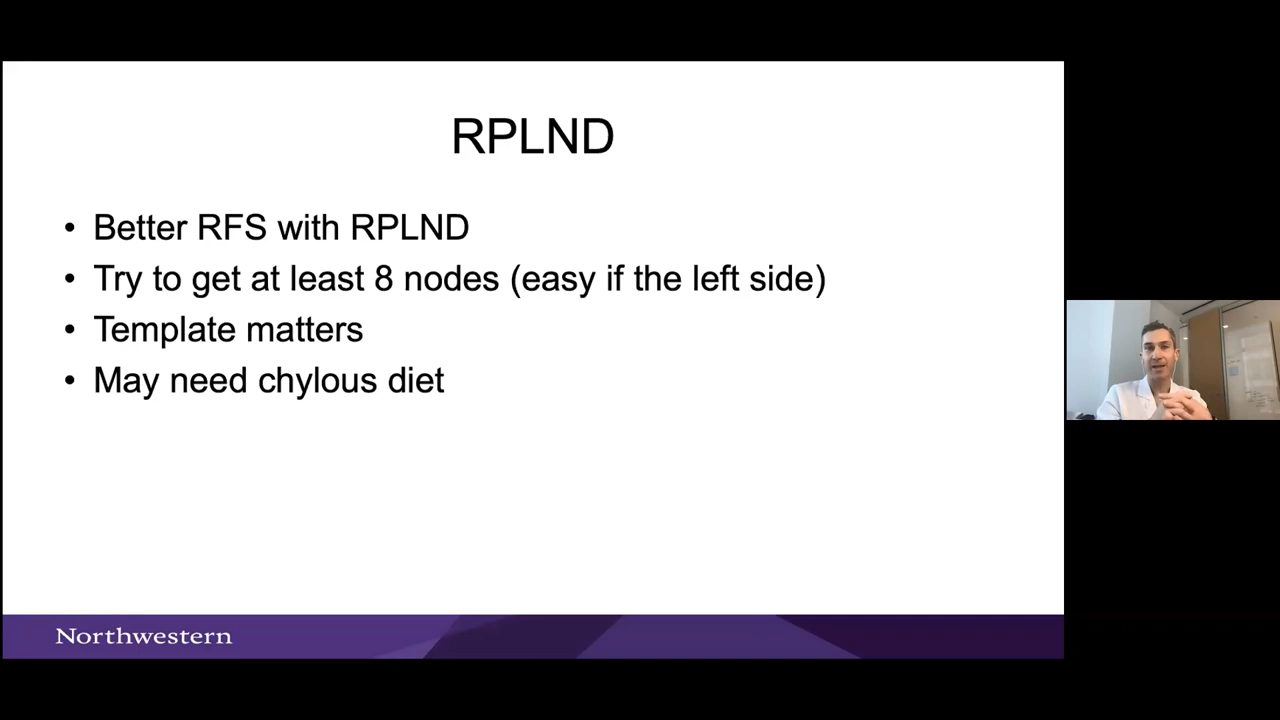 RPLND
• Better RFS with RPLND
• Try to get at least 8 nodes (easy if the left side)
• Template matters
• May need chylous diet
Northwestern